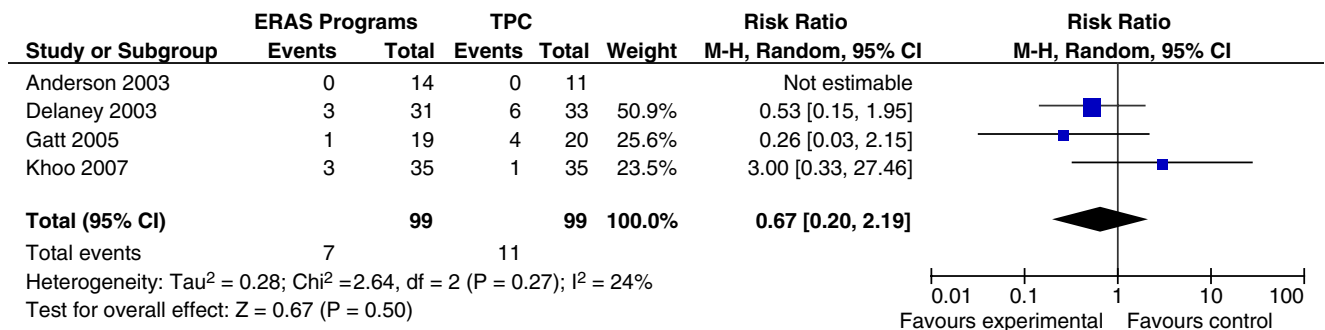 ERAS Programs TPC Risk Ratio Risk Ratio
Study or Subgroup Events Total Events Total Weight M-H, Random, 95% CI M-H, Random, 95% CI
Anderson 2003 0 14 0 11 Not estimable
Delaney 2003 3 31 6 33 50.9% 0.53 [0.15, 1.95]
Gatt 2005 1 19 4 20 25.6% 0.26 [0.03, 2.15]
Khoo 2007 3 35 1 35 23.5% 3.00 [0.33, 27.46]
Total (95% CI) 99 99 100.0% 0.67 [0.20, 2.19]
Total events 7 11
Heterogeneity: Tau² = 0.28; Chi² =2.64, df = 2 (P = 0.27); I² = 24%
Test for overall effect: Z = 0.67 (P = 0.50)
0.01 0.1 1 10 100
Favours experimental Favours control